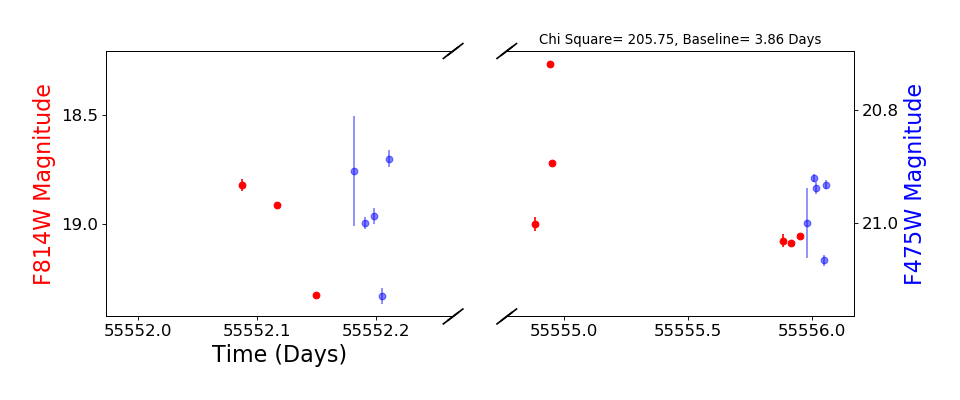 Chi Square= 205.75, Baseline= 3.86 Days
F814W Magnitude
18.5
19.0
20.8
21.0
F475W Magnitude
55552.0 55552.1 55552.2 55555.0 55555.5 55556.0
Time (Days)